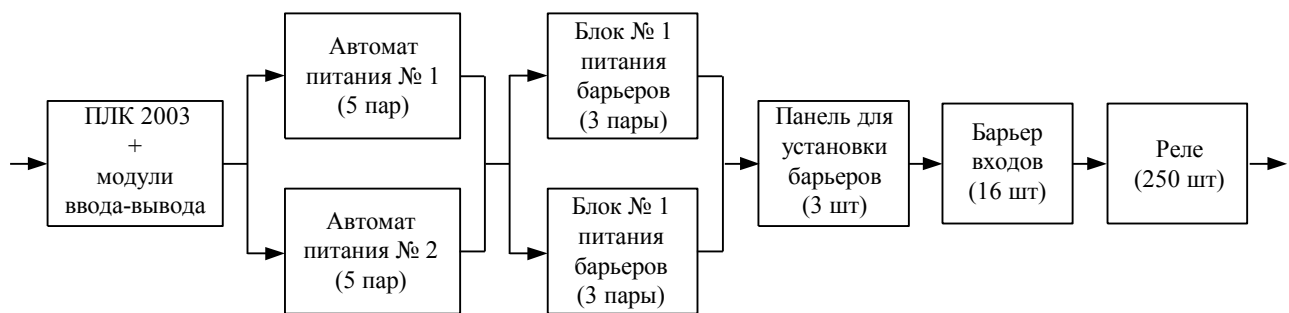 ПЛК 2003
+
модули
ввода-вывода
Автомат
питания № 1
(5 пар)
Автомат
питания № 2
(5 пар)
Блок № 1
питания
барьеров
(3 пары)
Блок № 1
питания
барьеров
(3 пары)
Панель для
установки
барьеров
(3 шт)
Барьер
входов
(16 шт)
Реле
(250 шт)